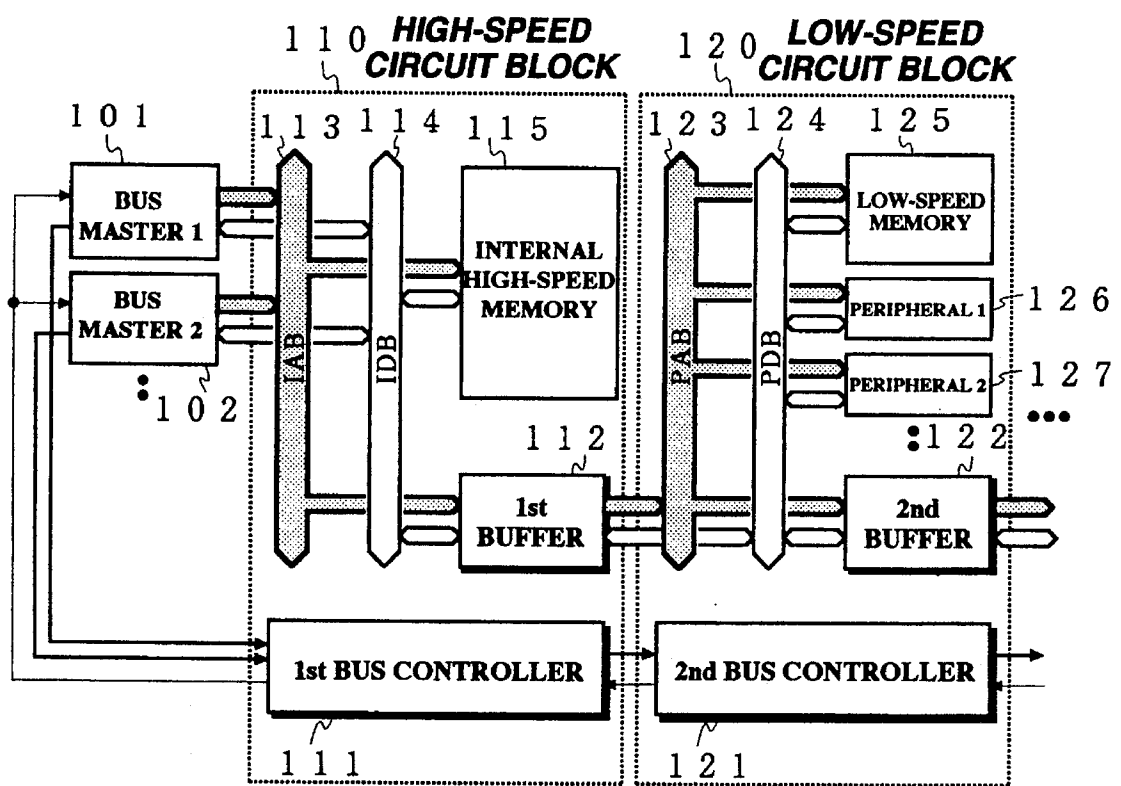 110
HIGH-SPEED
CIRCUIT BLOCK
120
LOW-SPEED
CIRCUIT BLOCK
101
113
114
115
123
124
125
BUS
MASTER 1
BUS
MASTER 2
102
IAB
IDB
INTERNAL
HIGH-SPEED
MEMORY
PAB
PDB
LOW-SPEED
MEMORY
PERIPHERAL 1
126
PERIPHERAL 2
127
112
122
1st
BUFFER
2nd
BUFFER
1st BUS CONTROLLER
2nd BUS CONTROLLER
111
121